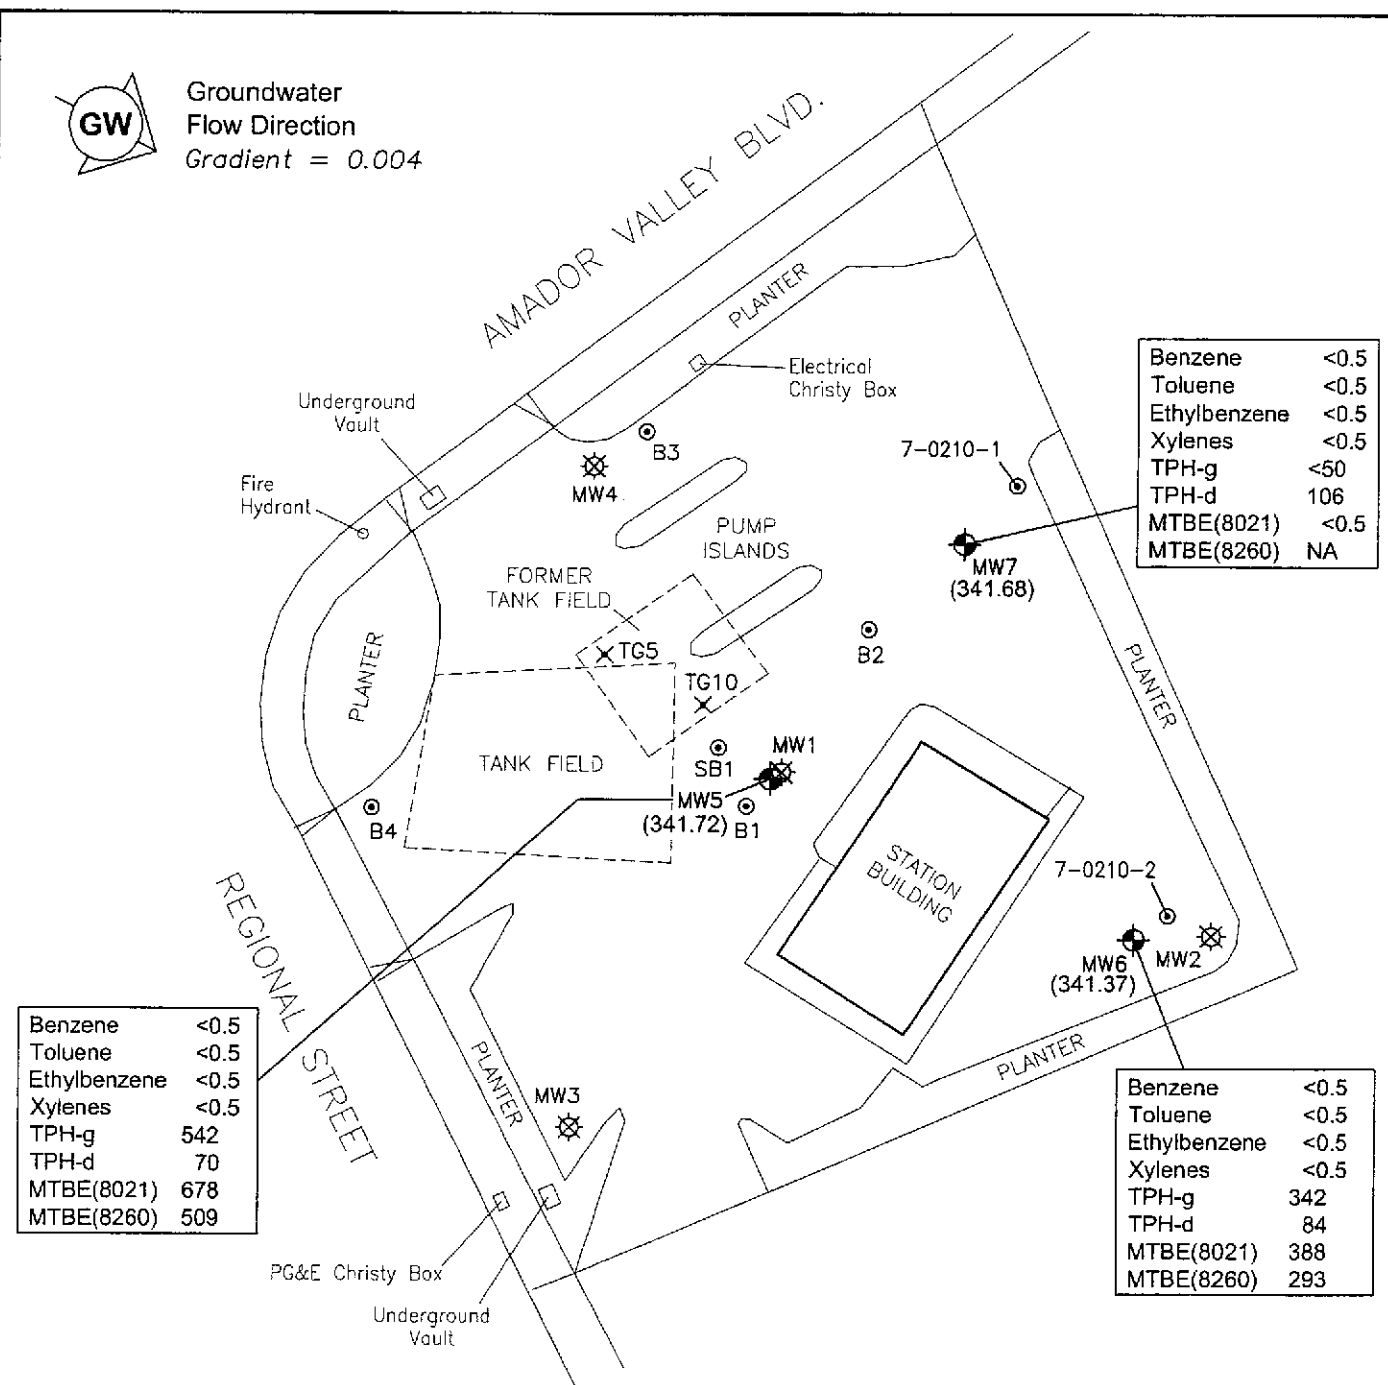 GW
Groundwater
Flow Direction
Gradient = 0.004
AMADOR VALLEY BLVD.
PLANTER
Electrical
Christy Box
Underground
Vault
Fire
Hydrant
B3
MW4
7-0210-1
Benzene <0.5
Toluene <0.5
Ethylbenzene <0.5
Xylenes <0.5
TPH-g <50
TPH-d 106
MTBE(8021) <0.5
MTBE(8260) NA
PUMP
ISLANDS
MW7
(341.68)
FORMER
TANK FIELD
TG5
TG10
B2
PLANTER
PLANTER
TANK FIELD
SB1
MW1
MW5
(341.72)
B1
B4
STATION
BUILDING
7-0210-2
MW6
(341.37)
MW2
REGIONAL STREET
PLANTER
PLANTER
MW3
Benzene <0.5
Toluene <0.5
Ethylbenzene <0.5
Xylenes <0.5
TPH-g 542
TPH-d 70
MTBE(8021) 678
MTBE(8260) 509
Benzene <0.5
Toluene <0.5
Ethylbenzene <0.5
Xylenes <0.5
TPH-g 342
TPH-d 84
MTBE(8021) 388
MTBE(8260) 293
PG&E Christy Box
Underground
Vault